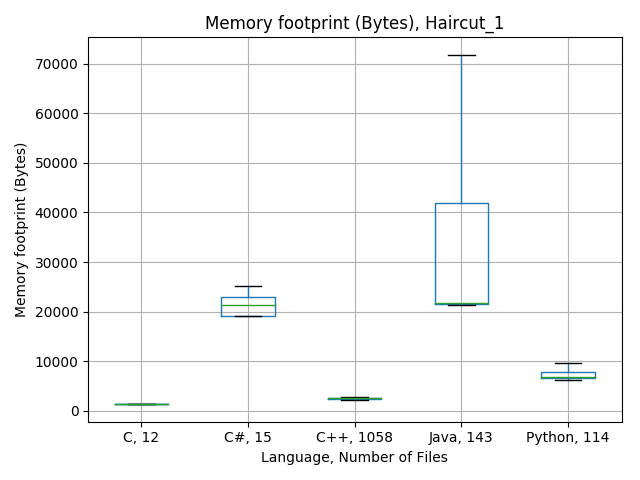 Memory footprint (Bytes), Haircut_1
Memory footprint (Bytes)
70000
60000
50000
40000
30000
20000
10000
0
C, 12
C#, 15
C++, 1058
Java, 143
Python, 114
Language, Number of Files